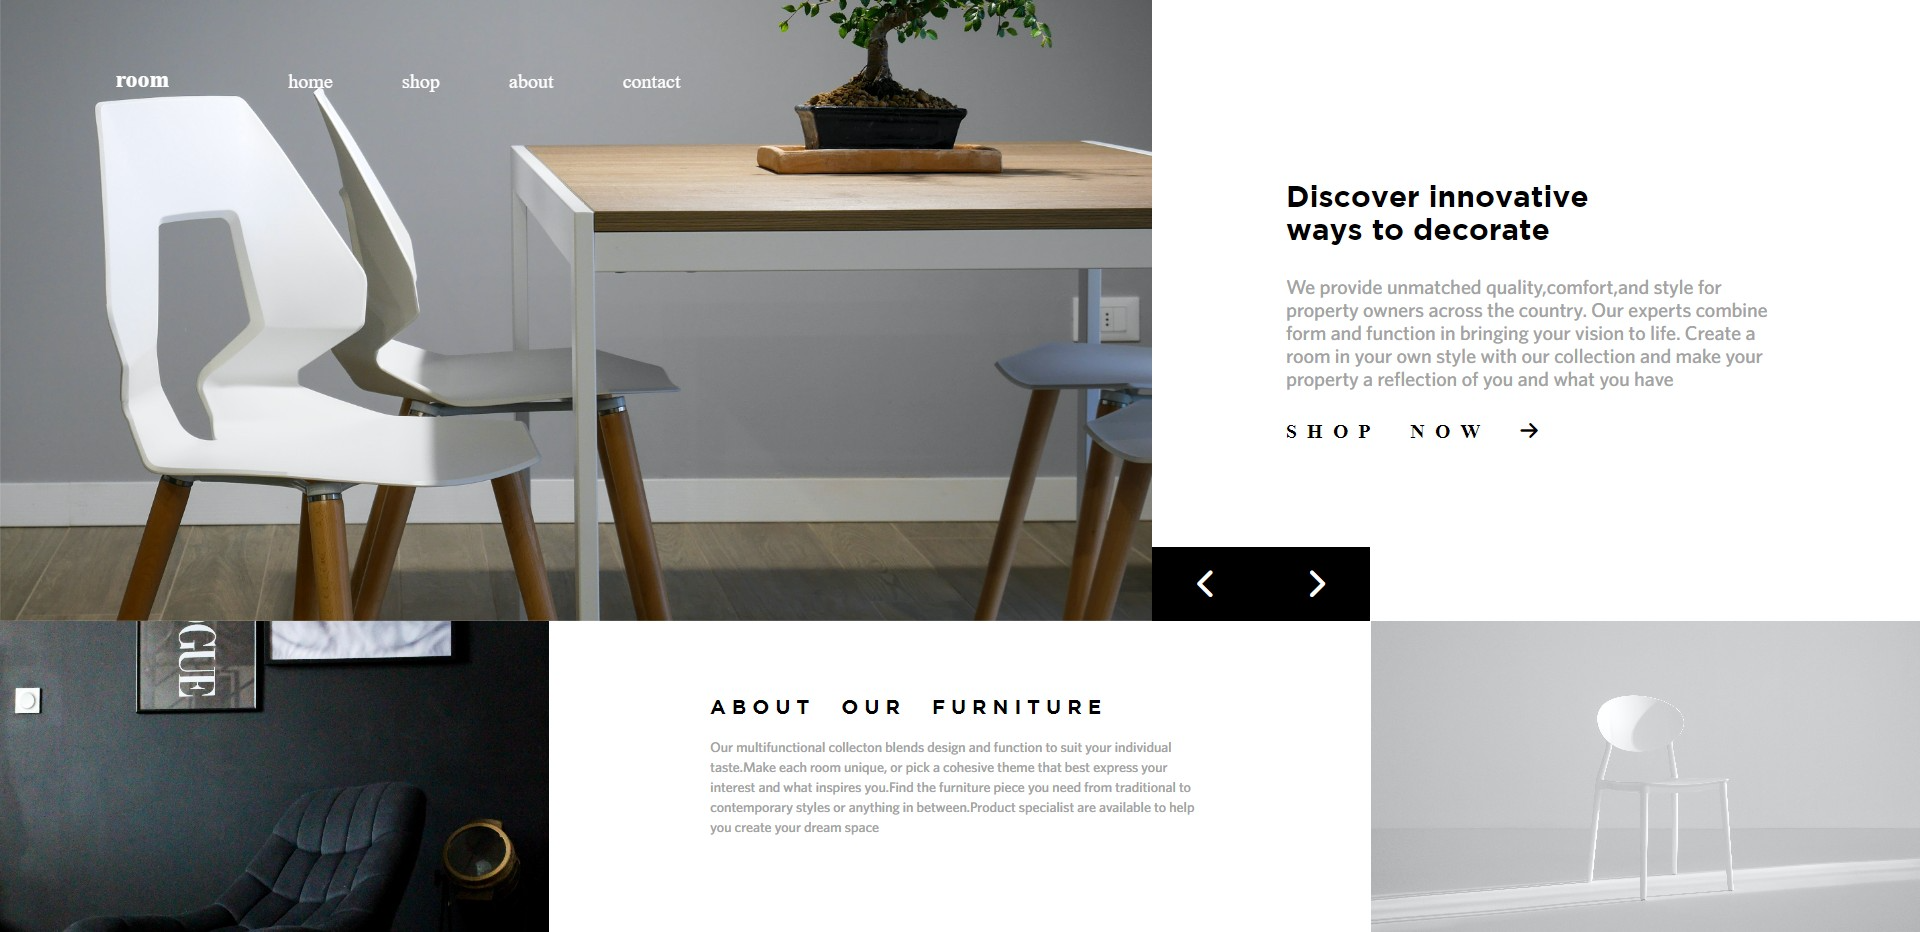 room home shop about contact
Discover innovative
ways to decorate
We provide unmatched quality,comfort,and style for
property owners across the country. Our experts combine
form and function in bringing your vision to life. Create a
room in your own style with our collection and make your
property a reflection of you and what you have
SHOP NOW
OGUE
ABOUT OUR FURNITURE
Our multifunctional collecton blends design and function to suit your individual
taste.Make each room unique, or pick a cohesive theme that best express your
interest and what inspires you.Find the furniture piece you need from traditional to
contemporary styles or anything in between.Product specialist are available to help
you create your dream space